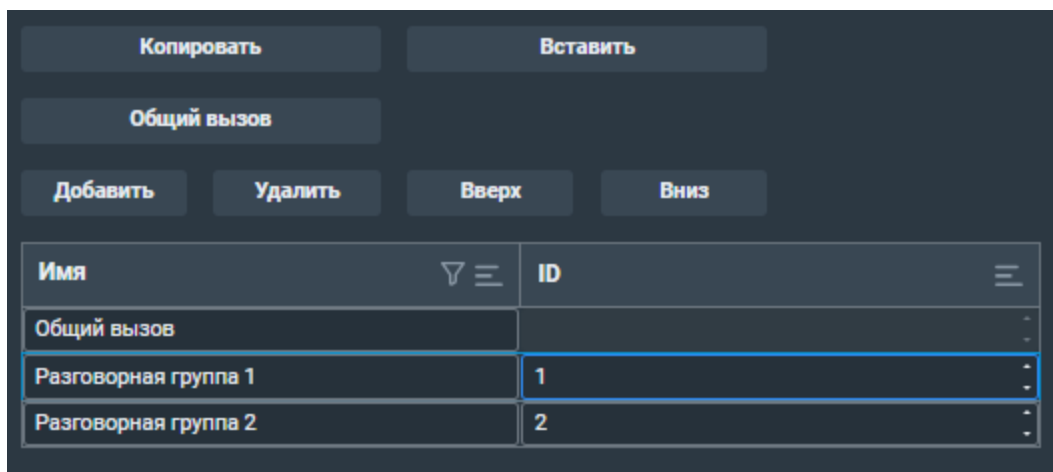 Копировать Вставить
Общий вызов
Добавить Удалить Вверх Вниз
Имя ID
Общий вызов
Разговорная группа 1 1
Разговорная группа 2 2